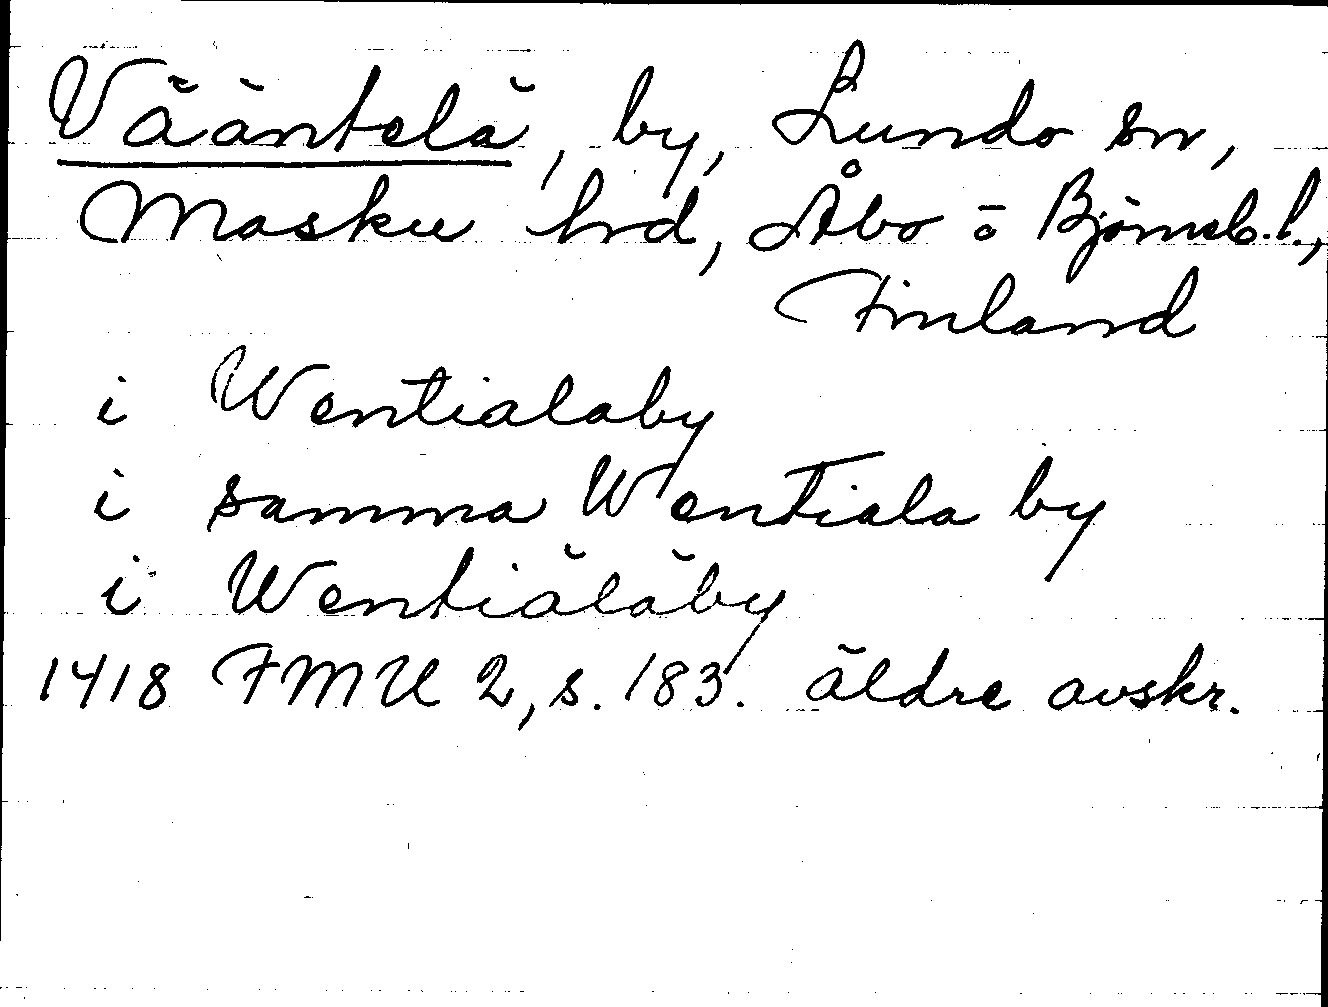 Vääntelä, by, Lundo sn,
Masku hrd, Åbo o Björneb. l.,
Finland
i Wentialaby
i samma Wentiala by
i Wentiäläby
1418 FMU 2, s. 183. äldre avskr.